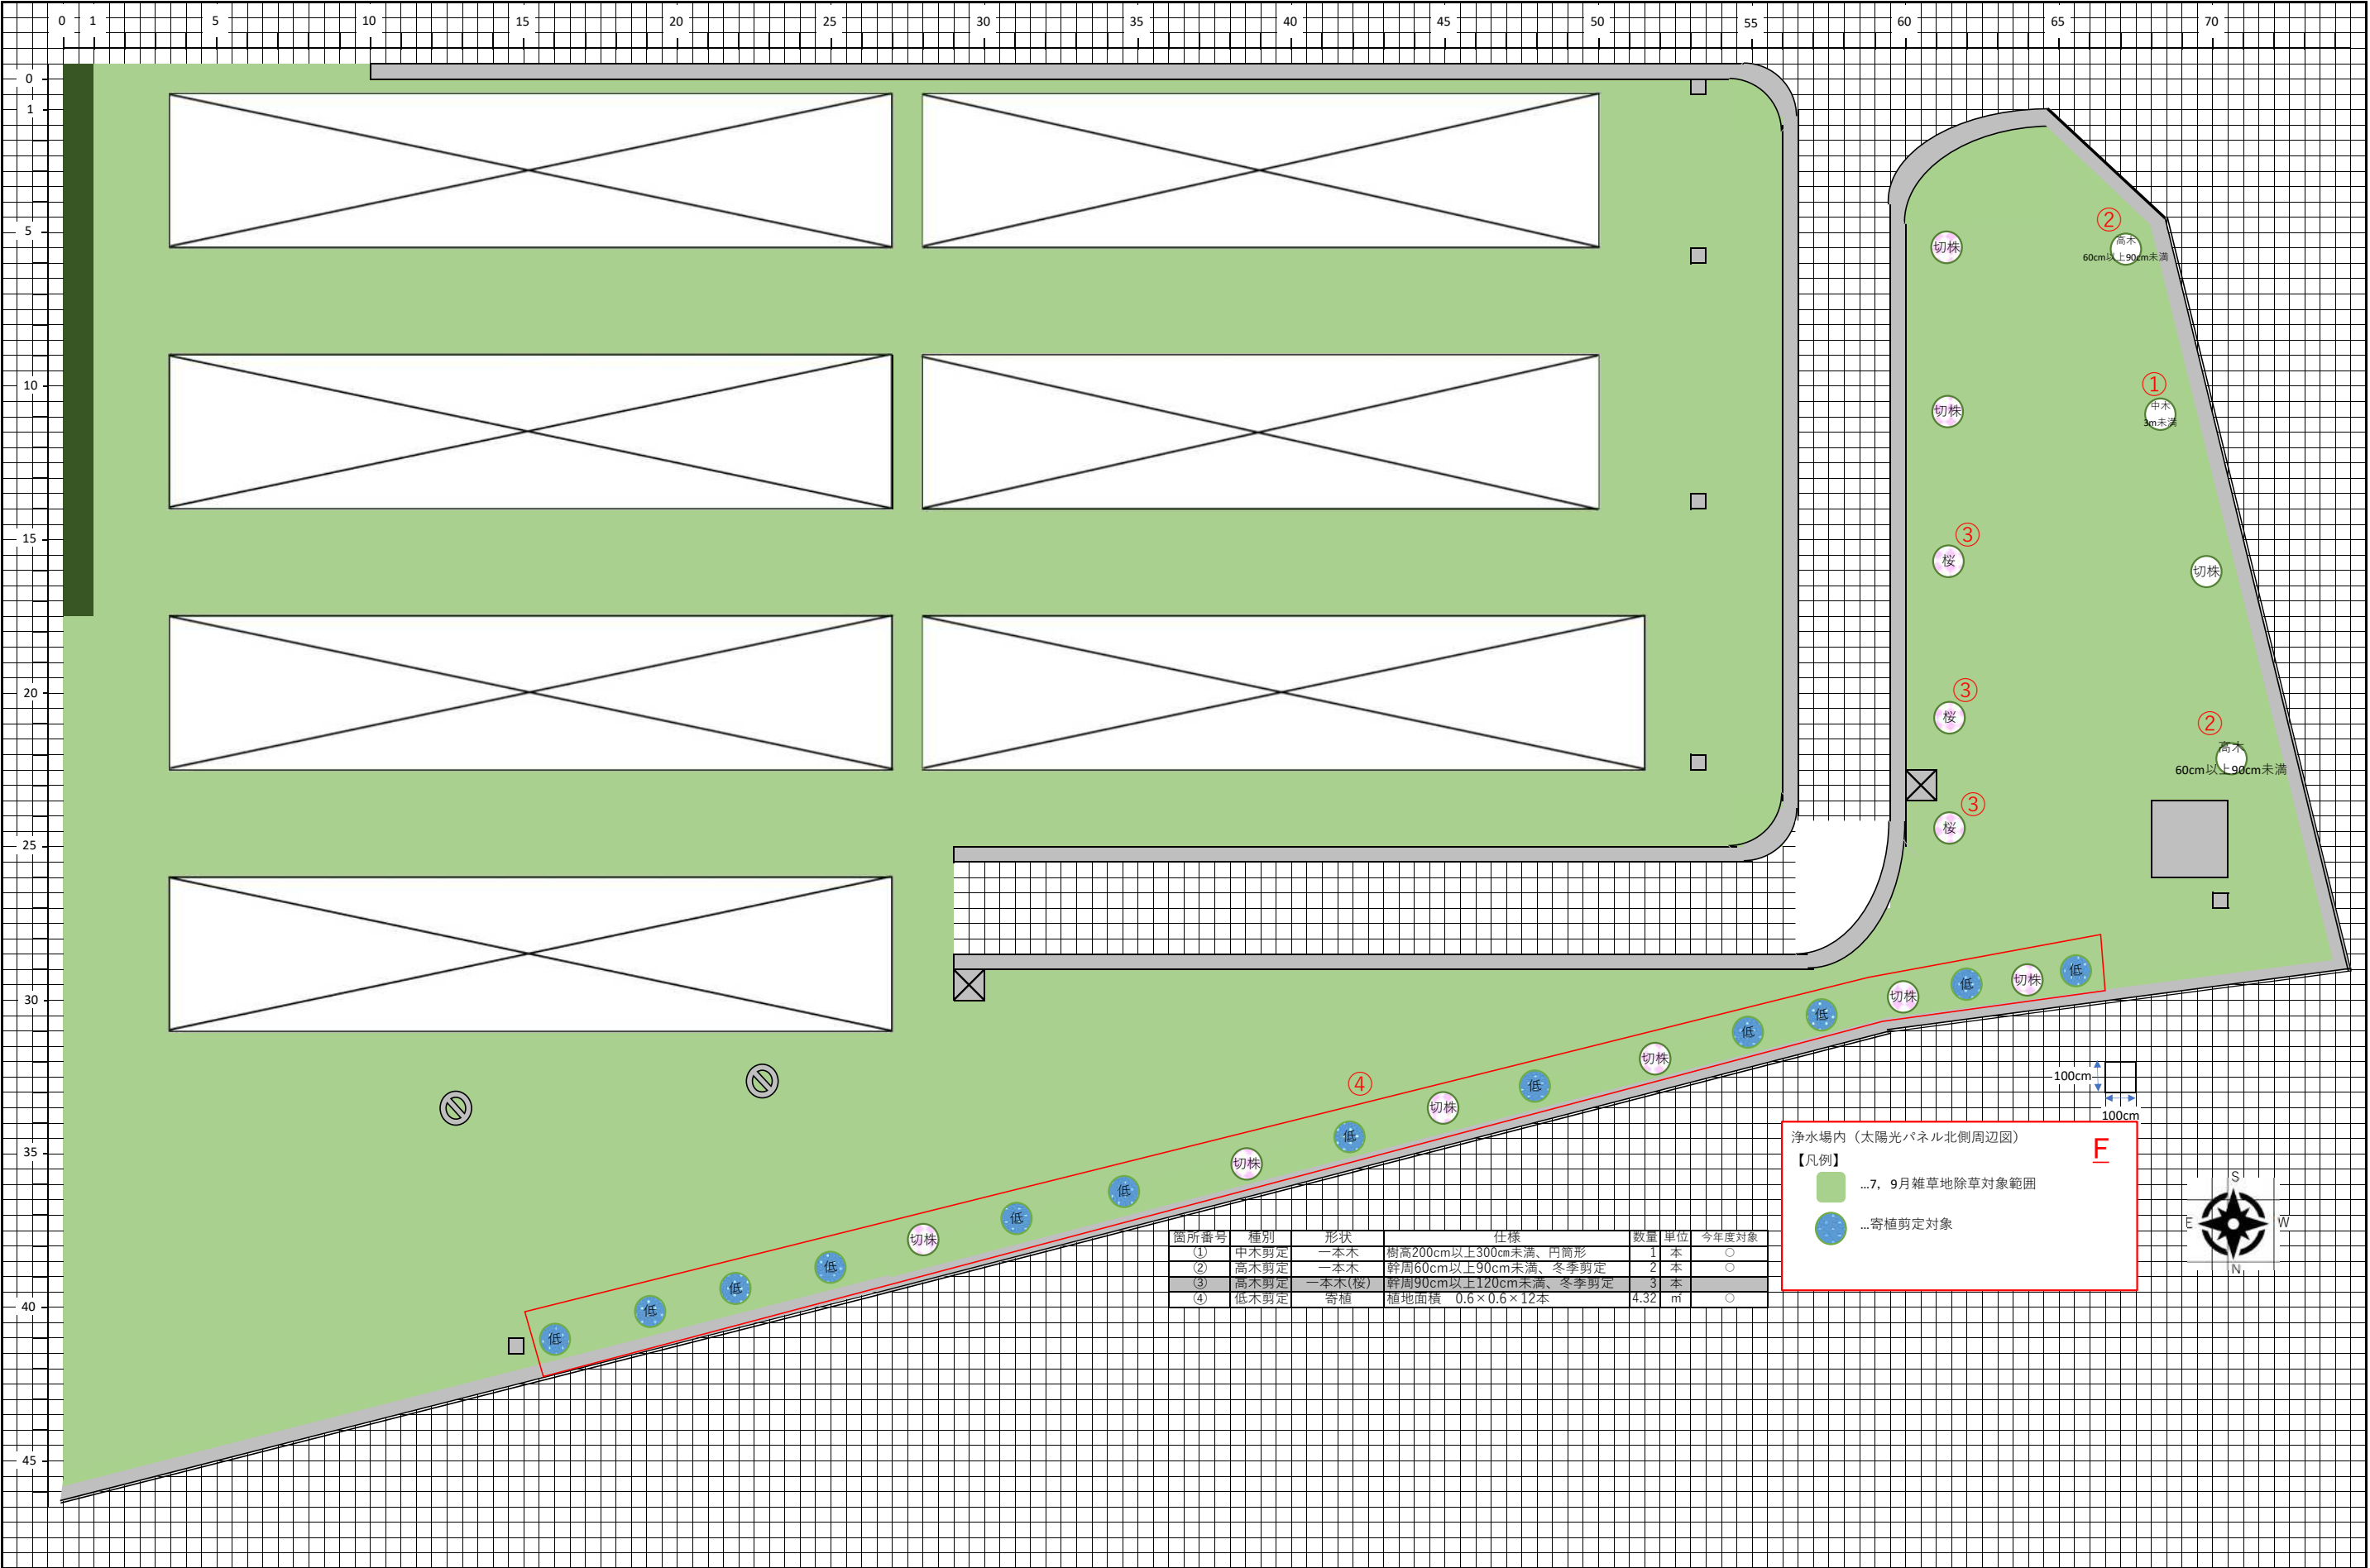 0 1 5 10 15 20 25 30 35 40 45 50 55 60 65 70
0
1
5
10
15
20
25
30
35
40
45
②
高木
60cm以上90cm未満
切株
①
中木
3m未満
切株
③
桜
切株
③
桜
②
高木
60cm以上90cm未満
③
桜
低
切株
低
切株
低
低
切株
低
④
切株
低
切株
低
低
切株
低
低
低
低
100cm
100cm
浄水場内（太陽光パネル北側周辺図）
F
【凡例】
…7，9月雑草地除草対象範囲
…寄植剪定対象
S
E W
N
箇所番号 種別 形状 仕様 数量 単位 今年度対象
① 中木剪定 一本木 樹高200cm以上300㎝未満、円筒形 1 本 ○
② 高木剪定 一本木 幹周60cm以上90cm未満、冬季剪定 2 本 ○
③ 高木剪定 一本木(桜) 幹周90cm以上120cm未満、冬季剪定 3 本
④ 低木剪定 寄植 植地面積 0.6×0.6×12本 4.32 ㎡ ○